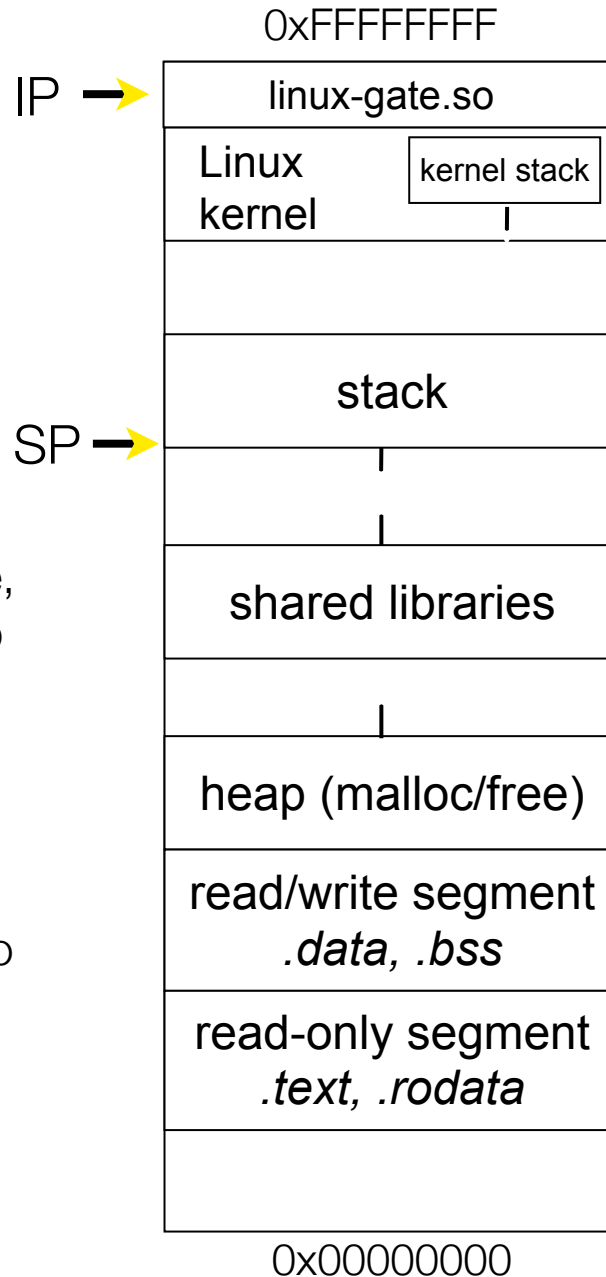 0xFFFFFFFF
IP
linux-gate.so
Linux
kernel
kernel stack
stack
SP
shared libraries
heap (malloc/free)
read/write segment
.data, .bss
read-only segment
.text, .rodata
0x00000000